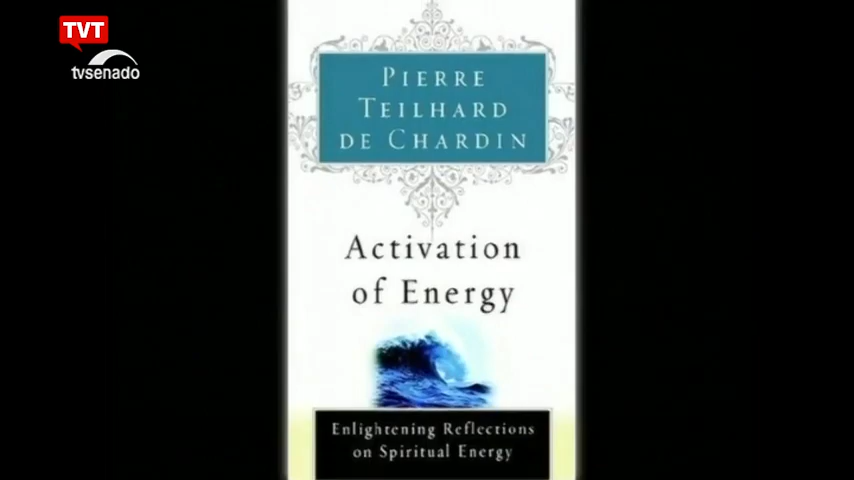 TVT
tvsenado
PIERRE
TEILHARD
DE CHARDIN
Activation
of Energy
Enlightening Reflections
on Spiritual Energy